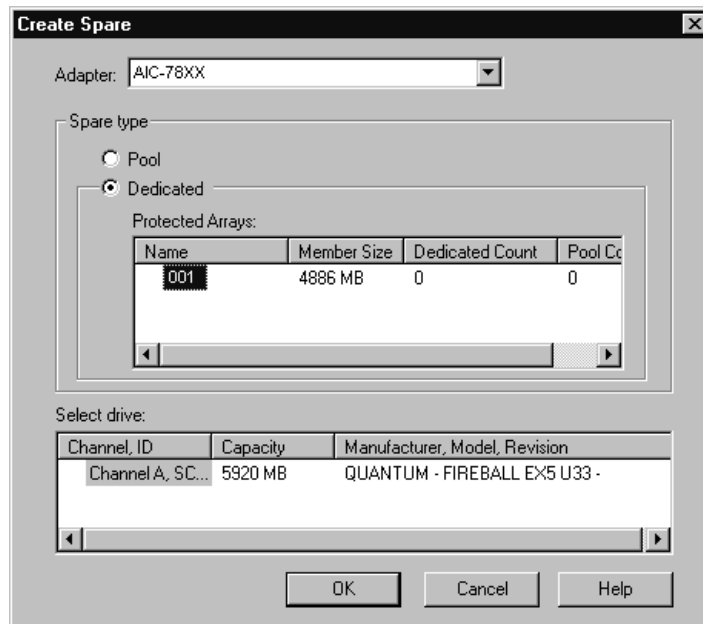 Create Spare
Adapter: AIC-78XX
Spare type
Pool
Dedicated
Protected Arrays:
Name Member Size Dedicated Count Pool Co
001 4886 MB 0 0
Select drive:
Channel, ID Capacity Manufacturer, Model, Revision
Channel A, SC... 5920 MB QUANTUM - FIREBALL EX5 U33 -
OK Cancel Help